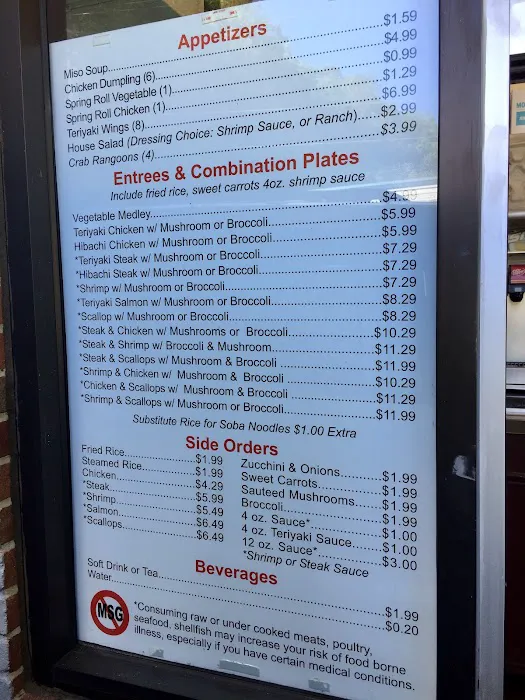 Appetizers
Miso Soup....................$1.59
Chicken Dumpling (6)....................$4.99
Spring Roll Vegetable (1)....................$0.99
Spring Roll Chicken (1)....................$1.29
Teriyaki Wings (8)....................$6.99
House Salad (Dressing Choice: Shrimp Sauce, or Ranch)......$2.99
Crab Rangoons (4)....................$3.99
Entrees & Combination Plates
Include fried rice, sweet carrots 4oz. shrimp sauce
Vegetable Medley....................$4.99
Teriyaki Chicken w/ Mushroom or Broccoli....................$5.99
Hibachi Chicken w/ Mushroom or Broccoli....................$5.99
*Teriyaki Steak w/ Mushroom or Broccoli....................$7.29
*Hibachi Steak w/ Mushroom or Broccoli....................$7.29
*Shrimp w/ Mushroom or Broccoli....................$7.29
*Teriyaki Salmon w/ Mushroom or Broccoli....................$8.29
*Scallop w/ Mushroom or Broccoli....................$8.29
*Steak & Chicken w/ Mushrooms or Broccoli....................$10.29
*Steak & Shrimp w/ Broccoli & Mushroom....................$11.29
*Steak & Scallops w/ Mushroom & Broccoli....................$11.99
*Shrimp & Chicken w/ Mushroom & Broccoli....................$10.29
*Chicken & Scallops w/ Mushroom & Broccoli....................$11.29
*Shrimp & Scallops w/ Mushroom or Broccoli....................$11.99
Substitute Rice for Soba Noodles $1.00 Extra
Side Orders
Fried Rice....................$1.99
Steamed Rice....................$1.99
Chicken....................$4.29
*Steak....................$5.99
*Shrimp....................$5.49
*Salmon....................$6.49
*Scallops....................$6.49
Zucchini & Onions..........$1.99
Sweet Carrots..........$1.99
Sauteed Mushrooms..........$1.99
Broccoli..........$1.99
4 oz. Sauce*..........$1.00
4 oz. Teriyaki Sauce..........$1.00
12 oz. Sauce*..........$3.00
*Shrimp or Steak Sauce
Beverages
Soft Drink or Tea....................$1.99
Water....................$0.20
MSG
*Consuming raw or under cooked meats, poultry,
seafood, shellfish may increase your risk of food borne
illness, especially if you have certain medical conditions.